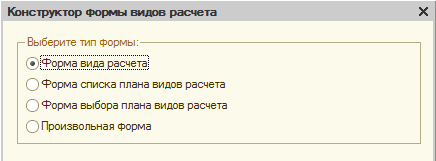 Конструктор формы видов расчета
Выберите тип формы:
Форма вида расчета
Форма списка плана видов расчета
Форма выбора плана видов расчета
Произвольная форма